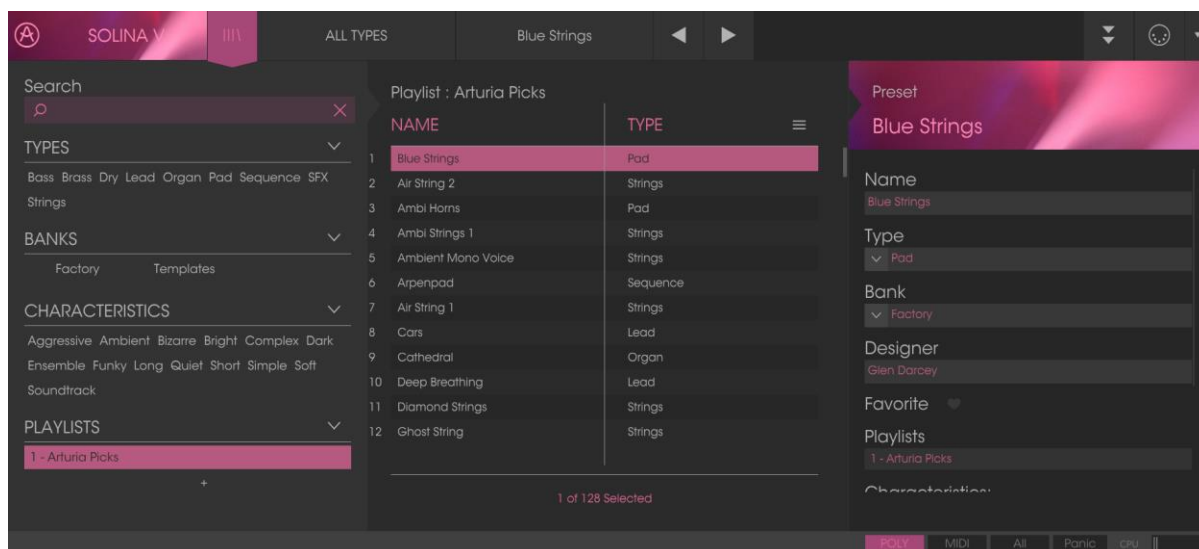 SOLINA V
ALL TYPES
Blue Strings
Search
TYPES
Bass Brass Dry Lead Organ Pad Sequence SFX
Strings
BANKS
Factory Templates
CHARACTERISTICS
Aggressive Ambient Bizarre Bright Complex Dark
Ensemble Funky Long Quiet Short Simple Soft
Soundtrack
PLAYLISTS
1 - Arturia Picks
+
Playlist : Arturia Picks
NAME TYPE
1 Blue Strings Pad
2 Air String 2 Strings
3 Ambi Horns Pad
4 Ambi Strings 1 Strings
5 Ambient Mono Voice Strings
6 Arpenpad Sequence
7 Air String 1 Strings
8 Cars Lead
9 Cathedral Organ
10 Deep Breathing Lead
11 Diamond Strings Strings
12 Ghost String Strings
1 of 128 Selected
Preset
Blue Strings
Name
Blue Strings
Type
Pad
Bank
Factory
Designer
Glen Darcey
Favorite
Playlists
1 - Arturia Picks
Characteristics:
POLY MIDI All Panic CPU